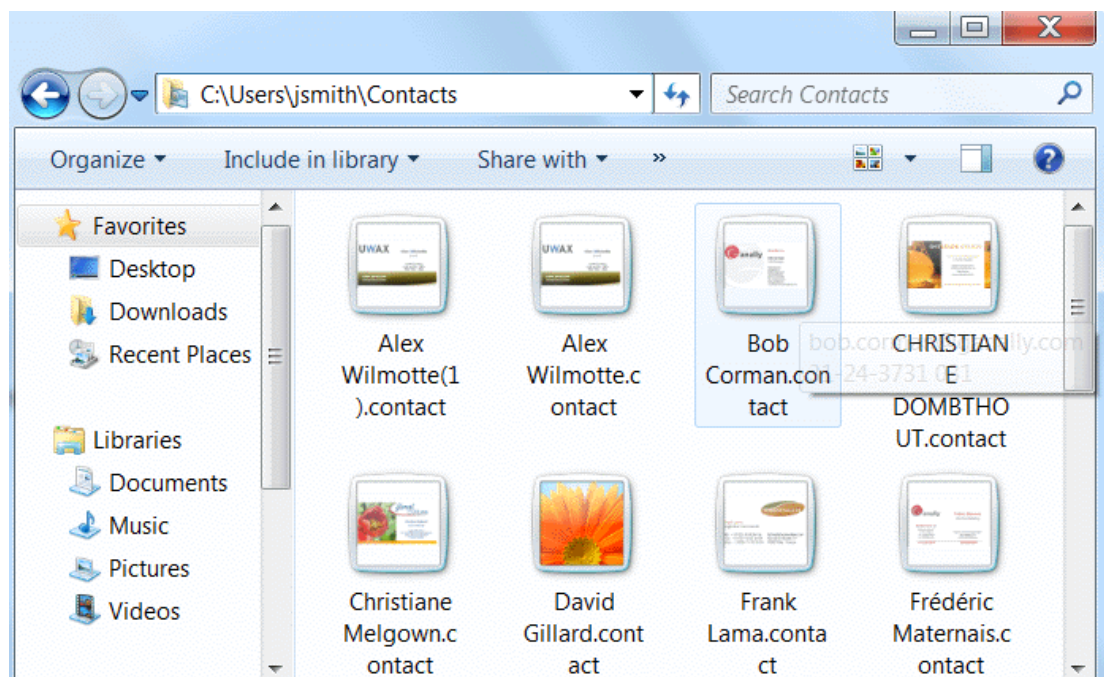 C:\Users\jsmith\Contacts
Search Contacts
Organize
Include in library
Share with
»
Favorites
Desktop
Downloads
Recent Places
Libraries
Documents
Music
Pictures
Videos
UWAX
UWAX
Alex
Wilmotte(1
).contact
Alex
Wilmotte.c
ontact
Bob
Corman.con
tact
CHRISTIAN
E
DOMBTHO
UT.contact
Christiane
Melgown.c
ontact
David
Gillard.cont
act
Frank
Lama.conta
ct
Frédéric
Maternais.c
ontact